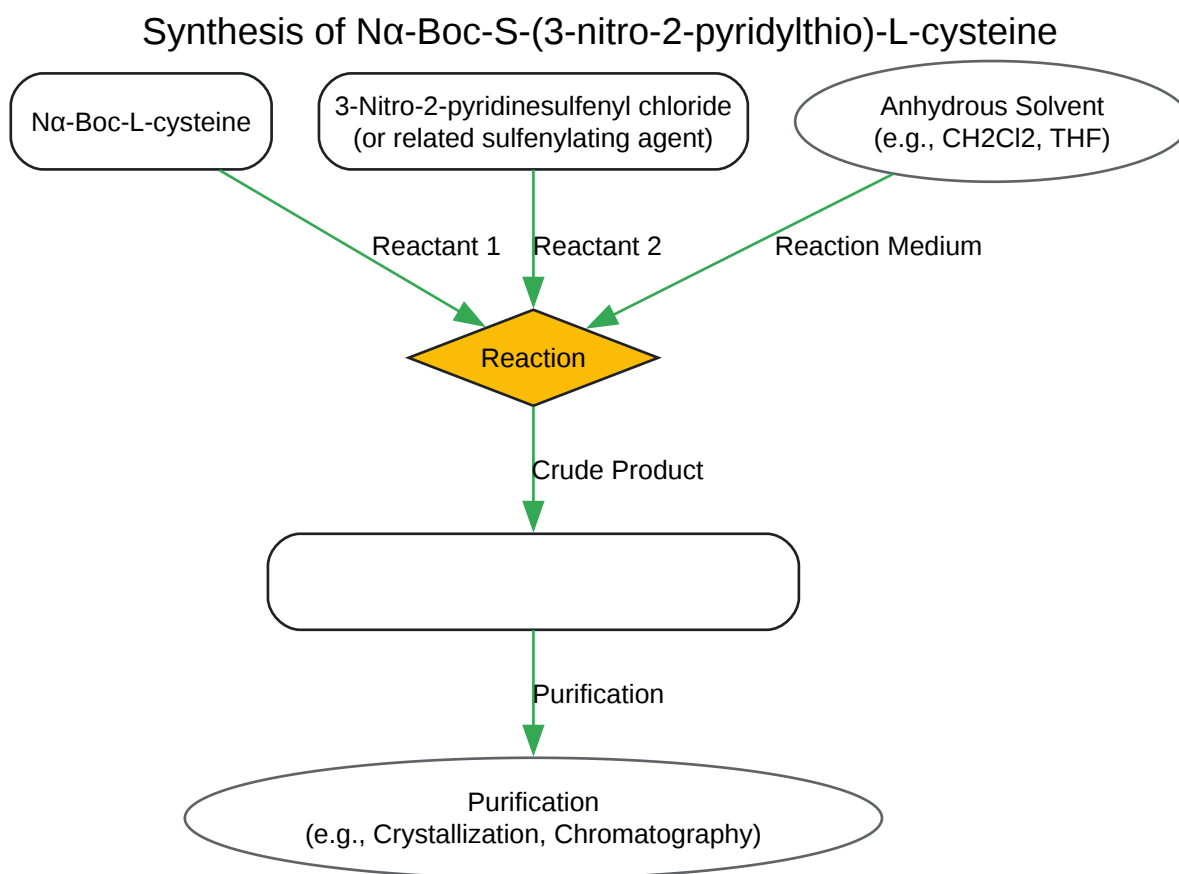 Synthesis of Nα-Boc-S-(3-nitro-2-pyridylthio)-L-cysteine
Nα-Boc-L-cysteine
3-Nitro-2-pyridinesulfenyl chloride
(or related sulfenylating agent)
Anhydrous Solvent
(e.g., CH2Cl2, THF)
Reactant 1
Reactant 2
Reaction Medium
Reaction
Crude Product
Purification
Purification
(e.g., Crystallization, Chromatography)